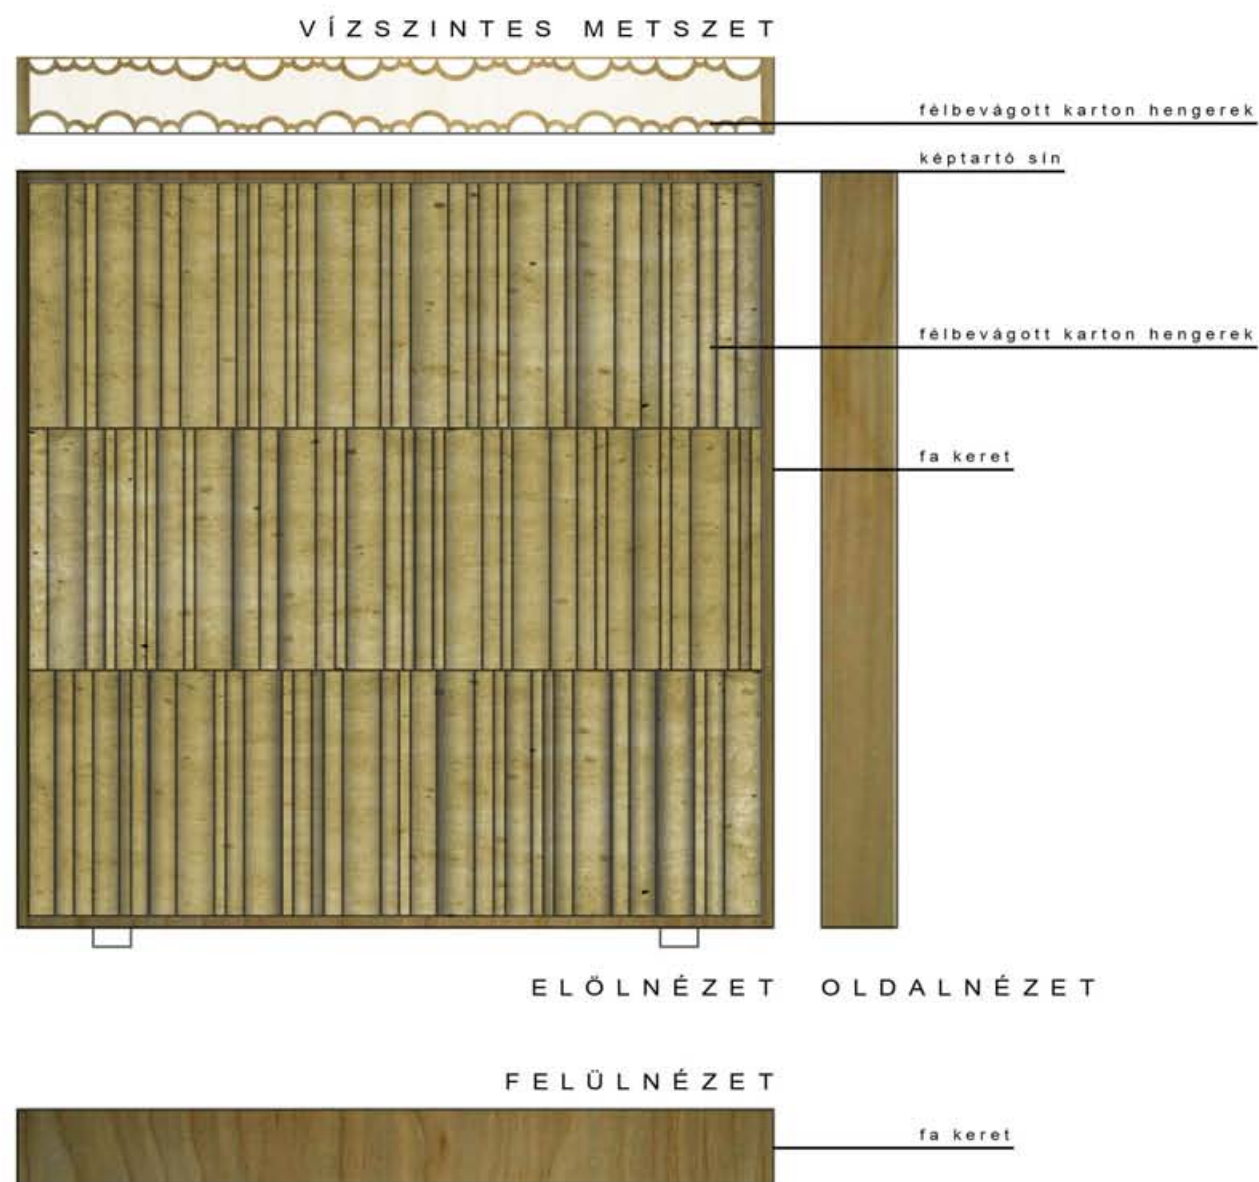 VÍZSZINTES METSZET
félbevágott karton hengerek
képtartó sín
félbevágott karton hengerek
fa keret
ELÖLNÉZET
OLDALNÉZET
FELÜLNÉZET
fa keret